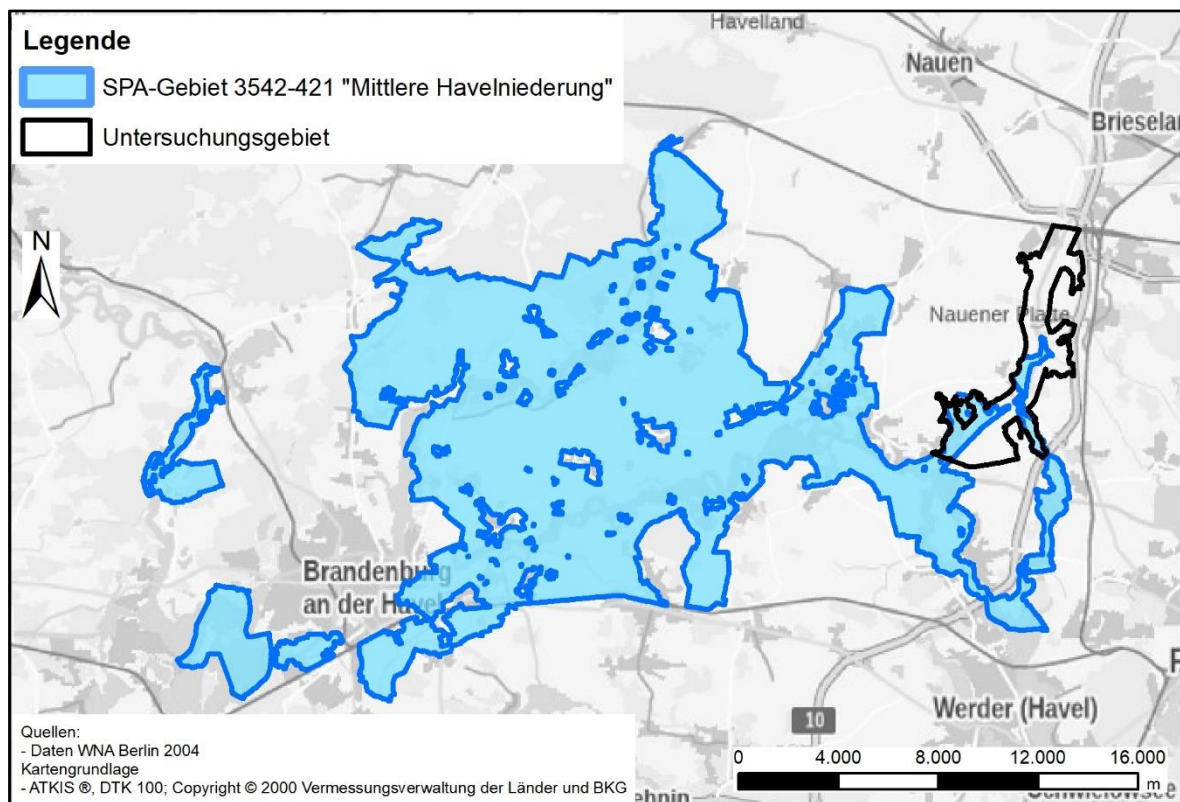 Legende
SPA-Gebiet 3542-421 "Mittlere Havelniederung"
Untersuchungsgebiet
Havelland
Nauen
Brieselan
N
Nauener Platte
Brandenburg
an der Havel
10
Werder (Havel)
P
Quellen:
- Daten WNA Berlin 2004
Kartengrundlage
- ATKIS ®, DTK 100; Copyright © 2000 Vermessungsverwaltung der Länder und BKG
0 4.000 8.000 12.000 16.000
m
ehnin